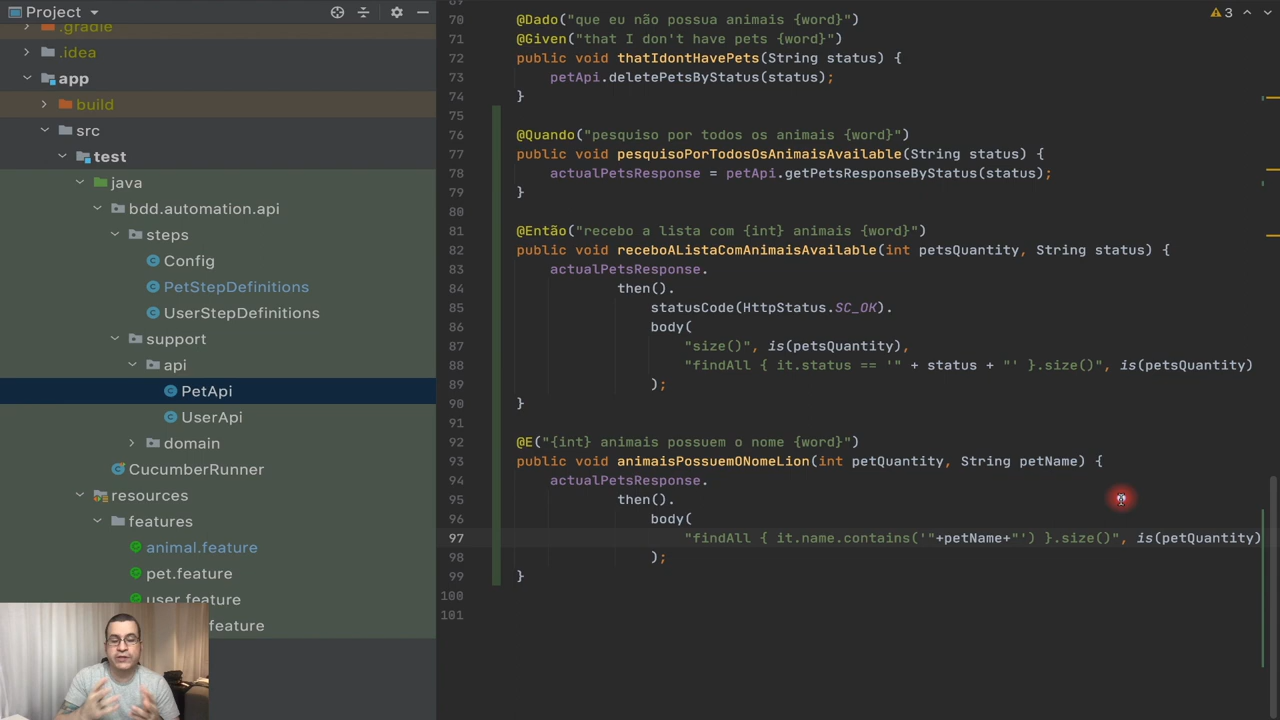 Project
.gradle
.idea
app
build
src
test
java
bdd.automation.api
steps
Config
PetStepDefinitions
UserStepDefinitions
support
api
PetApi
UserApi
domain
CucumberRunner
resources
features
animal.feature
pet.feature
user.feature
.feature
3
70 @Dado("que eu não possua animais {word}")
71 @Given("that I don't have pets {word}")
72 public void thatIdontHavePets(String status) {
73 petApi.deletePetsByStatus(status);
74 }
75
76 @Quando("pesquiso por todos os animais {word}")
77 public void pesquisoPorTodosOsAnimaisAvailable(String status) {
78 actualPetsResponse = petApi.getPetsResponseByStatus(status);
79 }
80
81 @Então("recebo a lista com {int} animais {word}")
82 public void receboAListaComAnimaisAvailable(int petsQuantity, String status) {
83 actualPetsResponse.
84 then().
85 statusCode(HttpStatus.SC_OK).
86 body(
87 "size()", is(petsQuantity),
88 "findAll { it.status == '" + status + "' }.size()", is(petsQuantity)
89 );
90 }
91
92 @E("{int} animais possuem o nome {word}")
93 public void animaisPossuemONomeLion(int petQuantity, String petName) {
94 actualPetsResponse.
95 then().
96 body(
97 "findAll { it.name.contains('"+petName+"') }.size()", is(petQuantity)
98 );
99 }
100
101